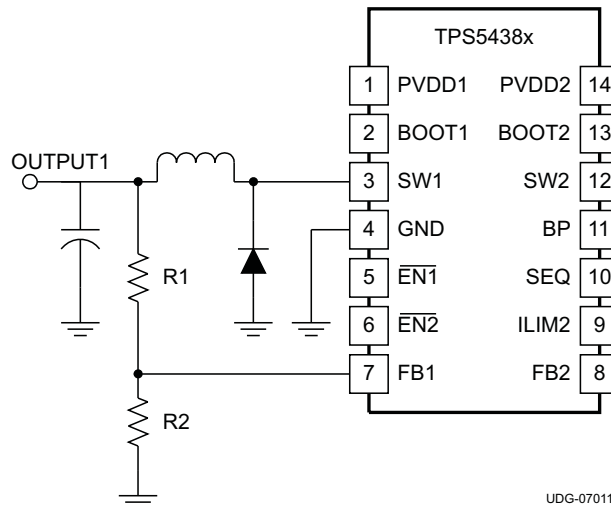 TPS5438x
1 PVDD1 PVDD2 14
2 BOOT1 BOOT2 13
OUTPUT1
3 SW1 SW2 12
4 GND BP 11
R1
5 EN1 SEQ 10
6 EN2 ILIM2 9
7 FB1 FB2 8
R2
UDG-07011